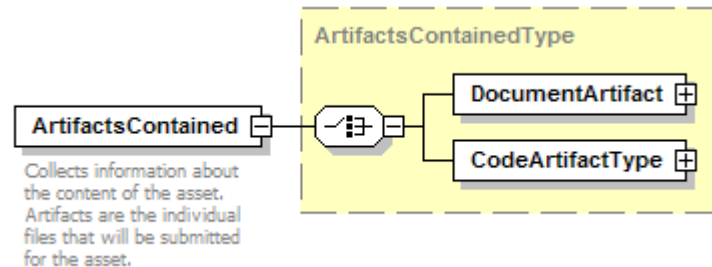 ArtifactsContainedType
DocumentArtifact
ArtifactsContained
CodeArtifactType
Collects information about
the content of the asset.
Artifacts are the individual
files that will be submitted
for the asset.